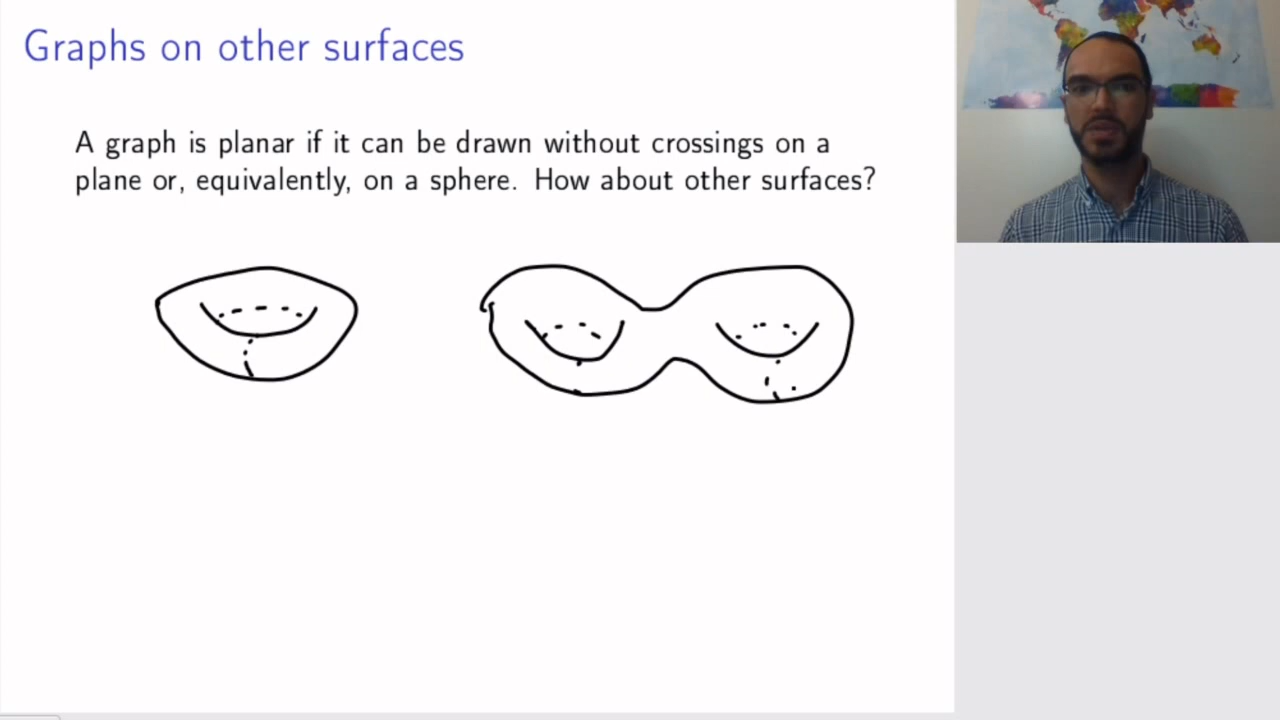 Graphs on other surfaces
A graph is planar if it can be drawn without crossings on a
plane or, equivalently, on a sphere. How about other surfaces?